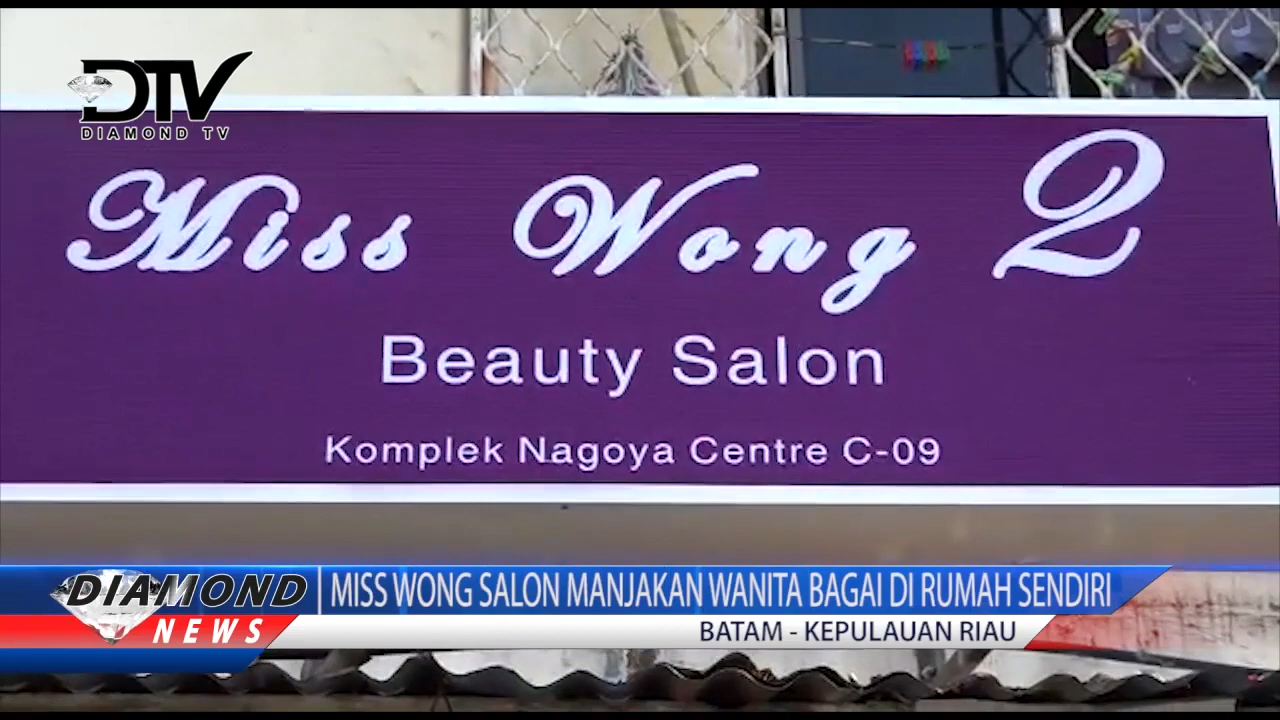 DTV
DIAMOND TV
Miss Wong 2
Beauty Salon
Komplek Nagoya Centre C-09
DIAMOND NEWS
MISS WONG SALON MANJAKAN WANITA BAGAI DI RUMAH SENDIRI
BATAM - KEPULAUAN RIAU